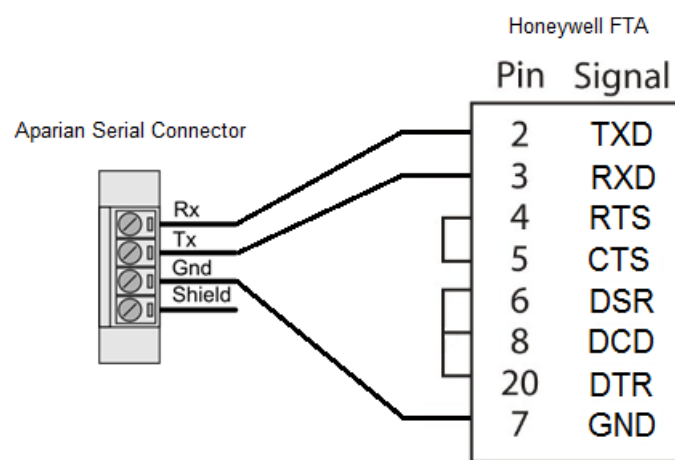 Honeywell FTA
Pin Signal
Aparian Serial Connector
2 TXD
3 RXD
4 RTS
5 CTS
6 DSR
8 DCD
20 DTR
7 GND
Rx
Tx
Gnd
Shield